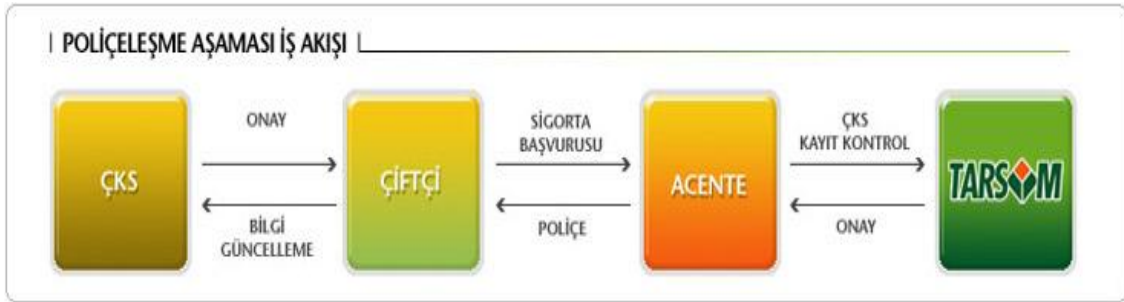 | POLİÇELEŞME AŞAMASI İŞ AKIŞI |
ÇKS
ONAY
BİLGİ
GÜNCELLEME
ÇİFTÇİ
SİGORTA
BAŞVURUSU
POLİÇE
ACENTE
ÇKS
KAYIT KONTROL
ONAY
TARSİM